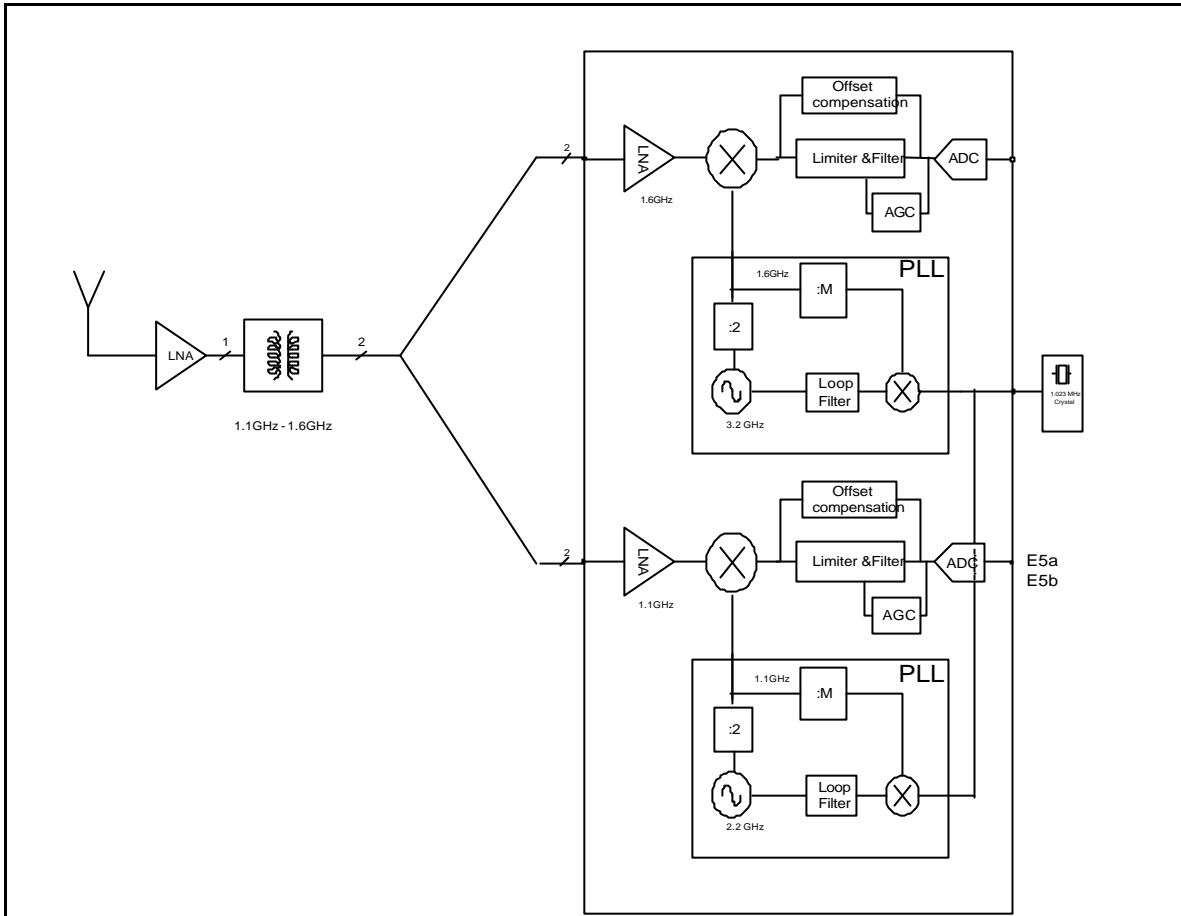 Offset
compensation
2
LNA
Limiter &Filter
ADC
1.6GHz
AGC
PLL
1.6GHz
:M
:2
1
2
LNA
Loop
Filter
1.023 MHz
Crystal
3.2 GHz
1.1GHz - 1.6GHz
Offset
compensation
2
LNA
Limiter &Filter
ADC
E5a
E5b
1.1GHz
AGC
PLL
1.1GHz
:M
:2
Loop
Filter
2.2 GHz